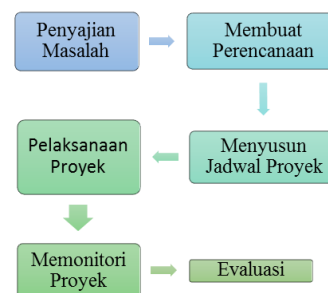 Penyajian
Masalah
Membuat
Perencanaan
Menyusun
Jadwal Proyek
Pelaksanaan
Proyek
Memonitori
Proyek
Evaluasi